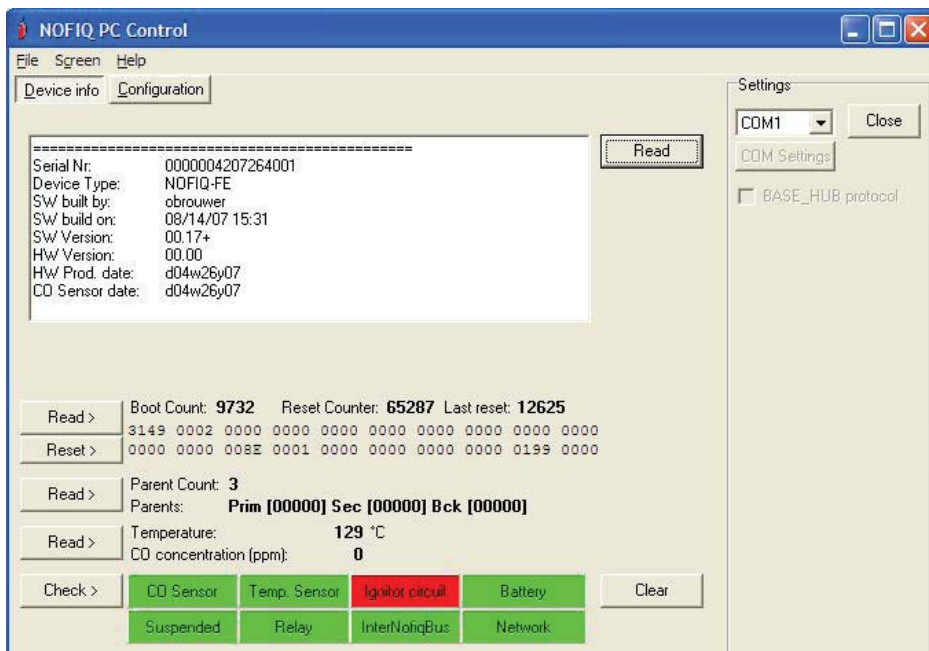 NOFIQ PC Control
File Screen Help
Device info Configuration
Settings
COM1 Close
COM Settings
BASE_HUB protocol
==============================================
Serial Nr: 0000004207264001
Device Type: NOFIQ-FE
SW built by: obrouwer
SW build on: 08/14/07 15:31
SW Version: 00.17+
HW Version: 00.00
HW Prod. date: d04w26y07
CO Sensor date: d04w26y07
Read
Read > Boot Count: 9732 Reset Counter: 65287 Last reset: 12625
3149 0002 0000 0000 0000 0000 0000 0000 0000 0000
Reset > 0000 0000 008E 0001 0000 0000 0000 0000 0199 0000
Read > Parent Count: 3
Parents: Prim [00000] Sec [00000] Bck [00000]
Read > Temperature: 129 °C
CO concentration (ppm): 0
Check > CO Sensor Temp. Sensor Ignitor circuit Battery Clear
Suspended Relay InterNofiqBus Network